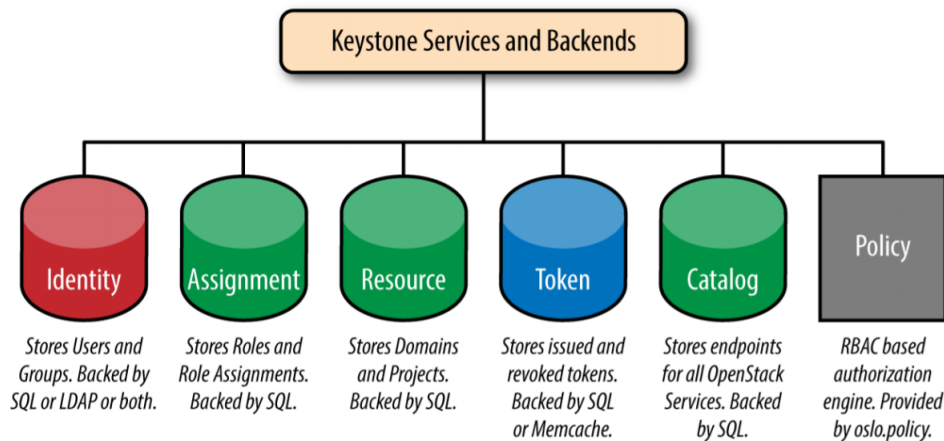 Keystone Services and Backends
Identity
Assignment
Resource
Token
Catalog
Policy
Stores Users and
Groups. Backed by
SQL or LDAP or both.
Stores Roles and
Role Assignments.
Backed by SQL.
Stores Domains
and Projects.
Backed by SQL.
Stores issued and
revoked tokens.
Backed by SQL
or Memcache.
Stores endpoints
for all OpenStack
Services. Backed
by SQL.
RBAC based
authorization
engine. Provided
by oslo.policy.